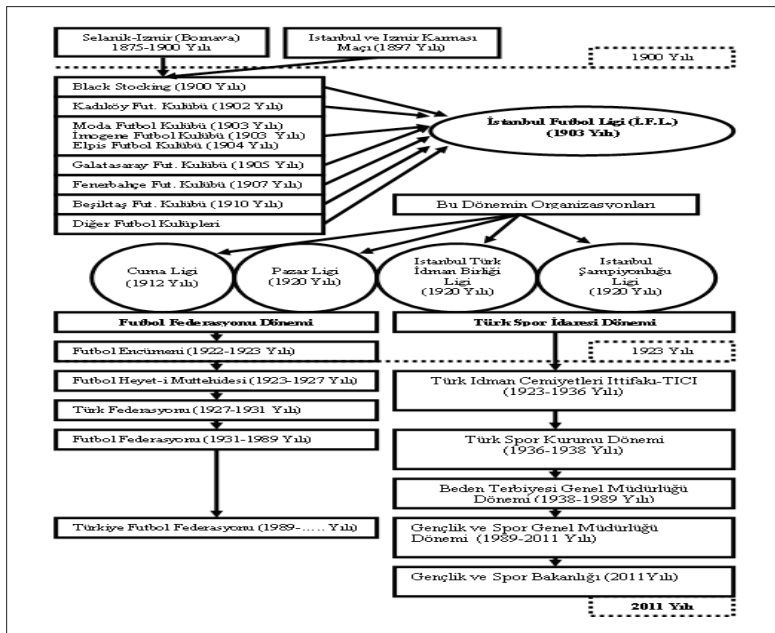 Selanik-Izmir (Bornava)
1875-1900 Yılı
İstanbul ve Izmir Karması
Maçı (1897 Yılı)
1900 Yılı
Black Stocking (1900 Yılı)
Kadıköy Fut. Kulübü (1902 Yılı)
Moda Futbol Kulübü (1903 Yılı)
İmogene Futbol Kulübü (1903 Yılı)
Elpis Futbol Kulübü (1904 Yılı)
Galatasaray Fut. Kulübü (1905 Yılı)
Fenerbahçe Fut. Kulübü (1907 Yılı)
Beşiktaş Fut. Kulübü (1910 Yılı)
Diğer Futbol Kulüpleri
İstanbul Futbol Ligi (İ.F.L.)
(1903 Yılı)
Bu Dönemin Organizasyonları
Cuma Ligi
(1912 Yılı)
Pazar Ligi
(1920 Yılı)
Istanbul Türk
İdman Birliği
Ligi
(1920 Yılı)
Istanbul
Şampiyonluğu
Ligi
(1920 Yılı)
Futbol Federasyonu Dönemi
Türk Spor İdaresi Dönemi
Futbol Encümeni (1922-1923 Yılı)
1923 Yılı
Futbol Heyet-i Muttehidesi (1923-1927 Yılı)
Türk Federasyonu (1927-1931 Yılı)
Futbol Federasyonu (1931-1989 Yılı)
Türkiye Futbol Federasyonu (1989-..... Yılı)
Türk Idman Cemiyetleri Ittifakı-TICI
(1923-1936 Yılı)
Türk Spor Kurumu Dönemi
(1936-1938 Yılı)
Beden Terbiyesi Genel Müdürlüğü
Dönemi (1938-1989 Yılı)
Gençlik ve Spor Genel Müdürlüğü
Dönemi (1989-2011 Yılı)
Gençlik ve Spor Bakanlığı (2011Yılı)
2011 Yılı